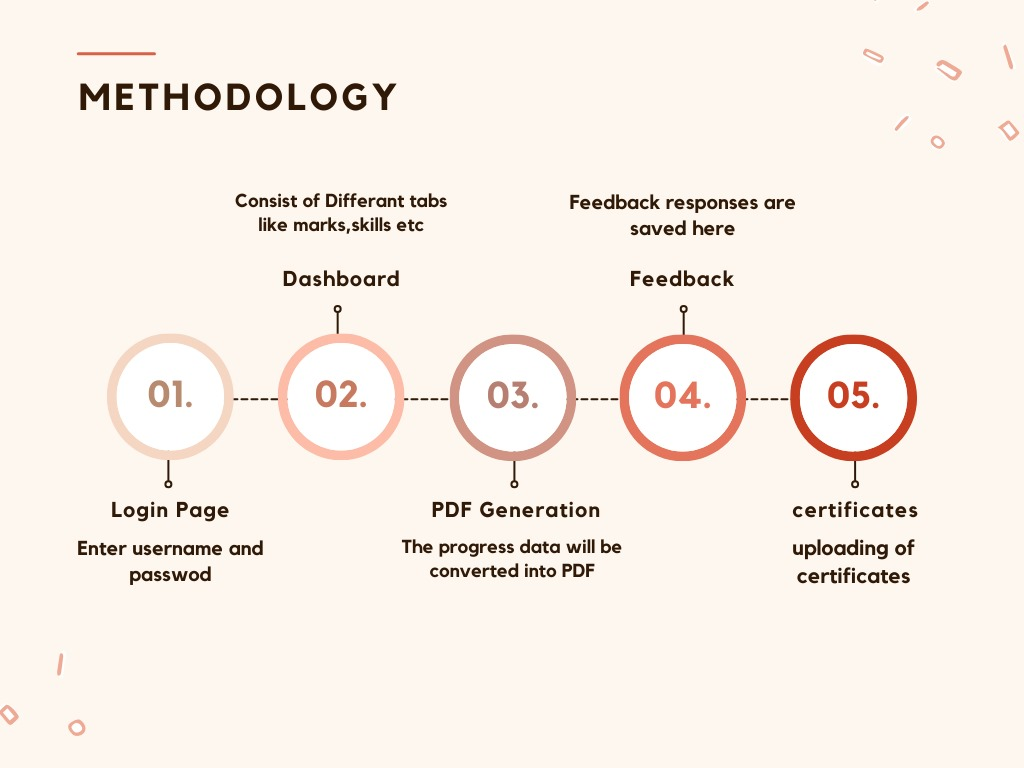 METHODOLOGY
Consist of Differant tabs
like marks,skills etc
Feedback responses are
saved here
Dashboard
Feedback
01.
02.
03.
04.
05.
Login Page
PDF Generation
certificates
Enter username and
passwod
The progress data will be
converted into PDF
uploading of
certificates